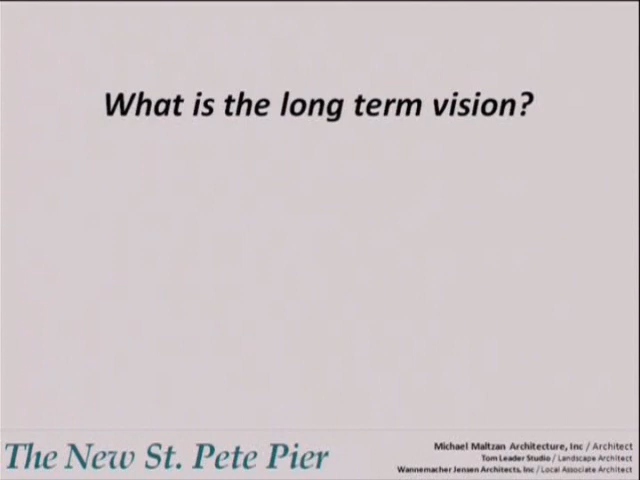 What is the long term vision?
The New St. Pete Pier
Michael Maltzan Architecture, Inc / Architect
Tom Leader Studio / Landscape Architect
Wannemacher Jensen Architects, Inc / Local Associate Architect